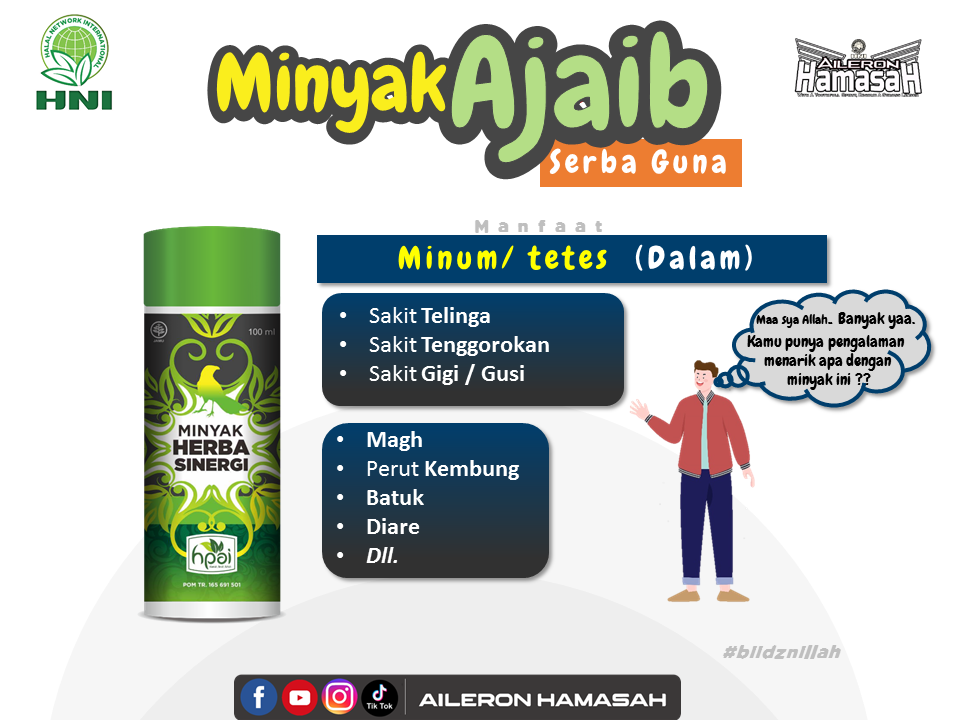 HALAL NETWORK INTERNATIONAL
HNI
Minyak Ajaib
Serba Guna
AILERON
HAMASAH
Manfaat
Minum/ tetes (Dalam)
• Sakit Telinga
• Sakit Tenggorokan
• Sakit Gigi / Gusi
• Magh
• Perut Kembung
• Batuk
• Diare
• Dll.
Maa Sya Allah.. Banyak yaa.
Kamu punya pengalaman
menarik apa dengan
minyak ini ??
100 ml
MINYAK
HERBA
SINERGI
hpai
POM TR. 165 691 501
#biidznillah
Tik Tok
AILERON HAMASAH